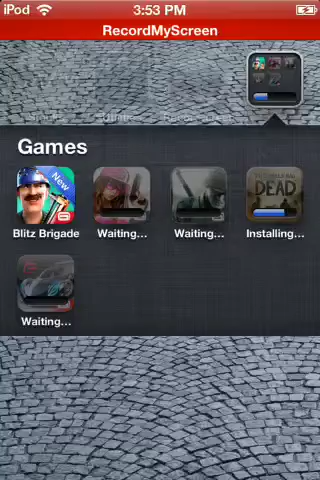 iPod 3:53 PM
RecordMyScreen
Games
New
Blitz Brigade
Waiting...
Waiting...
DEAD
Installing...
Waiting...